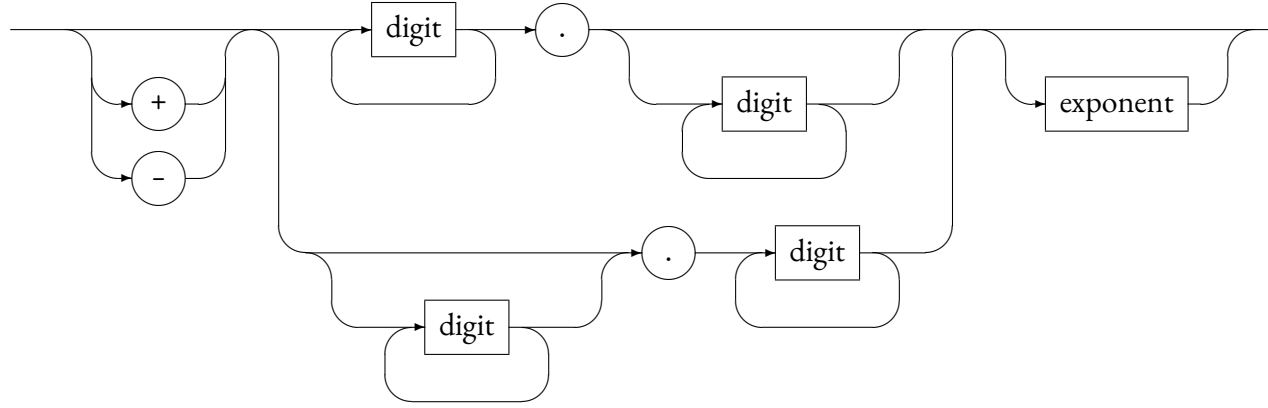 digit .
+ digit exponent
-
. digit
digit